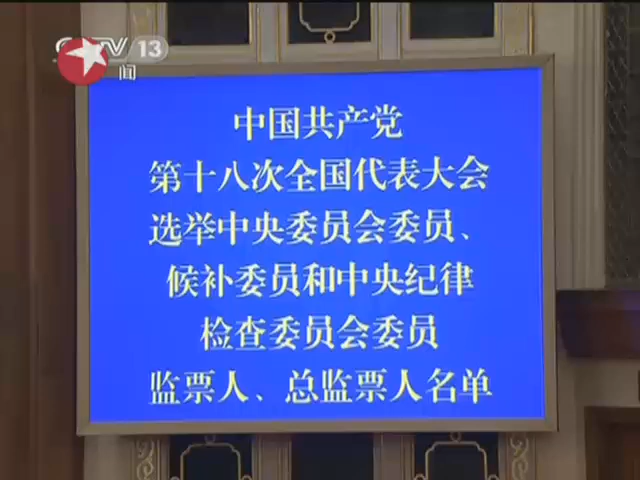 13
闻
中国共产党
第十八次全国代表大会
选举中央委员会委员、
候补委员和中央纪律
检查委员会委员
监票人、总监票人名单